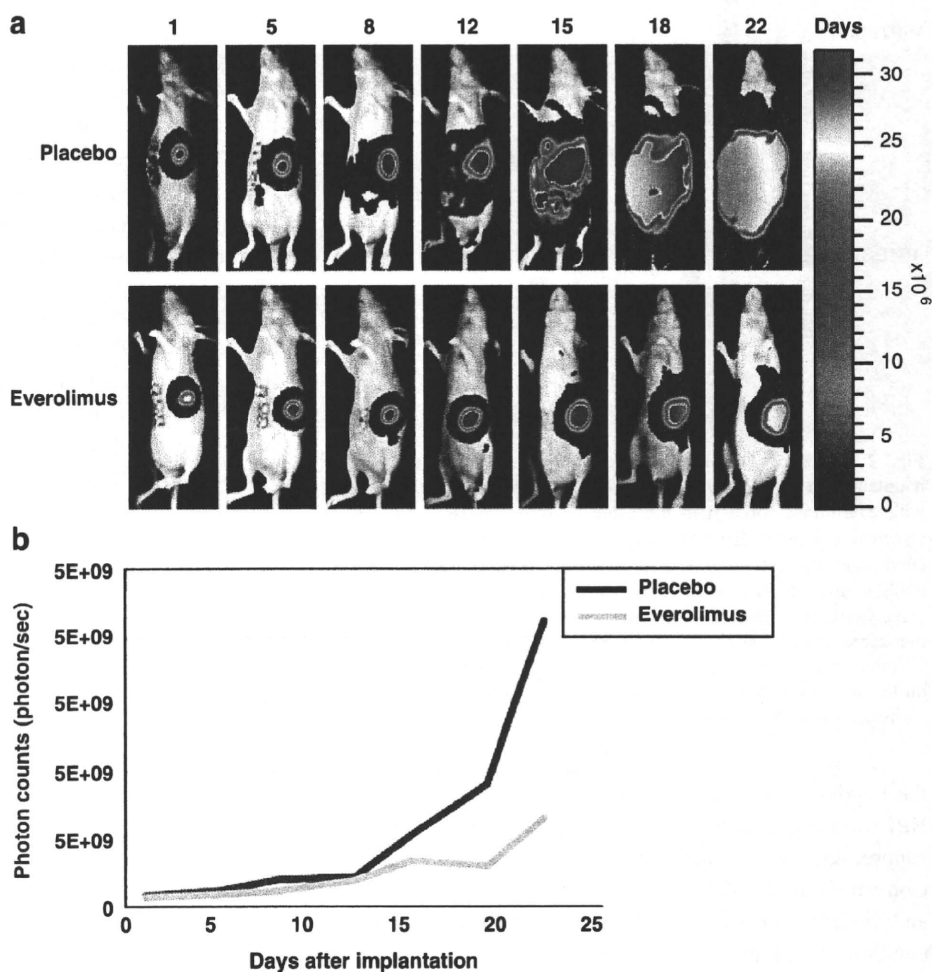 a
1 5 8 12 15 18 22 Days
Placebo
Everolimus
30
25
20
15
10
5
0
x10 6
b
5E+09
5E+09
5E+09
5E+09
5E+09
0
Photon counts (photon/sec)
Placebo
Everolimus
0 5 10 15 20 25
Days after implantation